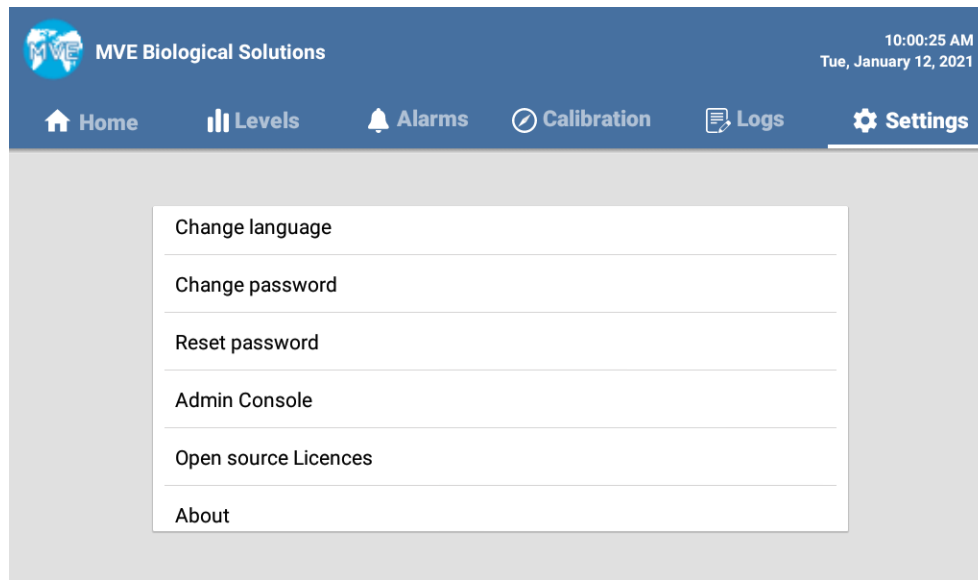 MVE
MVE Biological Solutions
10:00:25 AM
Tue, January 12, 2021
Home
Levels
Alarms
Calibration
Logs
Settings
Change language
Change password
Reset password
Admin Console
Open source Licences
About